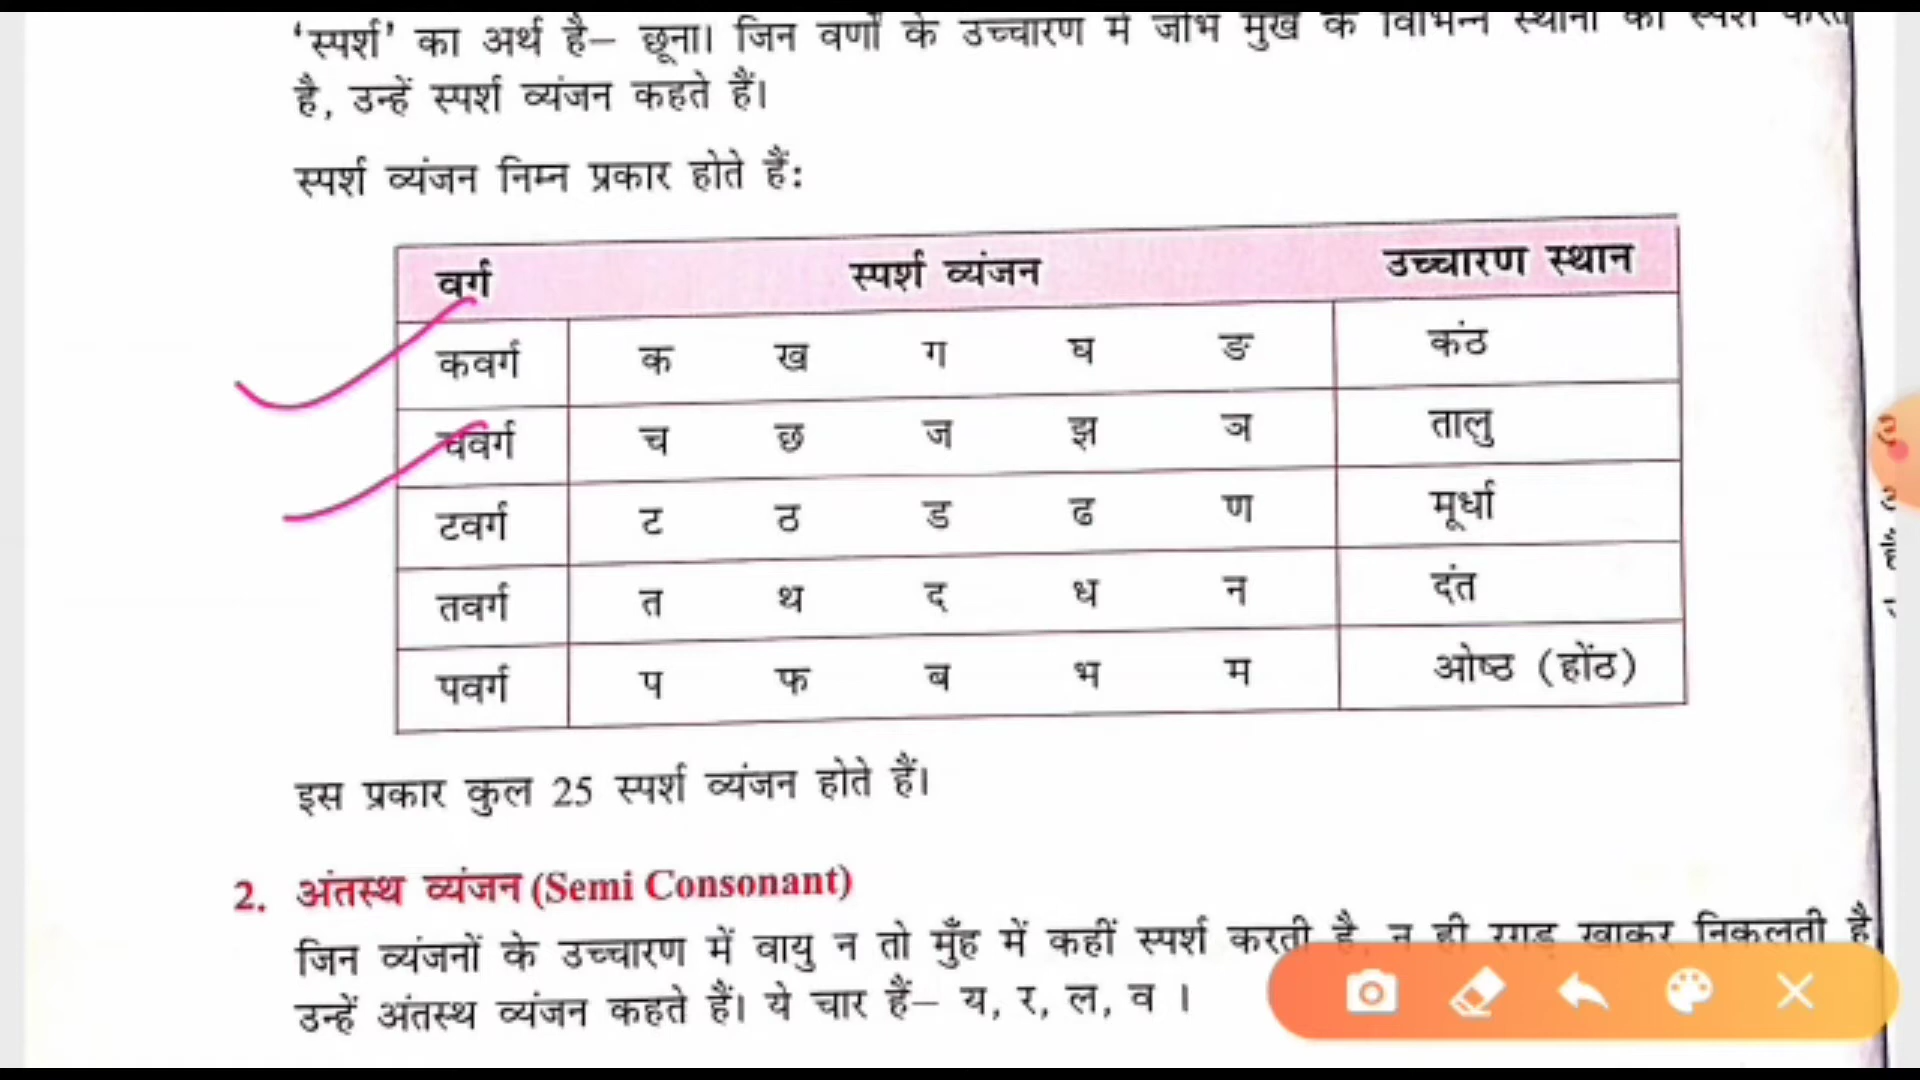 'स्पर्श' का अर्थ है– छूना। जिन वर्णों के उच्चारण में जीभ मुख के विभिन्न स्थानों को स्पर्श करती
है, उन्हें स्पर्श व्यंजन कहते हैं।
स्पर्श व्यंजन निम्न प्रकार होते हैं:
वर्ग स्पर्श व्यंजन उच्चारण स्थान
कवर्ग क ख ग घ ङ कंठ
चवर्ग च छ ज झ ञ तालु
टवर्ग ट ठ ड ढ ण मूर्धा
तवर्ग त थ द ध न दंत
पवर्ग प फ ब भ म ओष्ठ (होंठ)
इस प्रकार कुल 25 स्पर्श व्यंजन होते हैं।
2. अंतस्थ व्यंजन (Semi Consonant)
जिन व्यंजनों के उच्चारण में वायु न तो मुँह में कहीं स्पर्श करती है, न ही रगड़ खाकर निकलती है
उन्हें अंतस्थ व्यंजन कहते हैं। ये चार हैं– य, र, ल, व ।